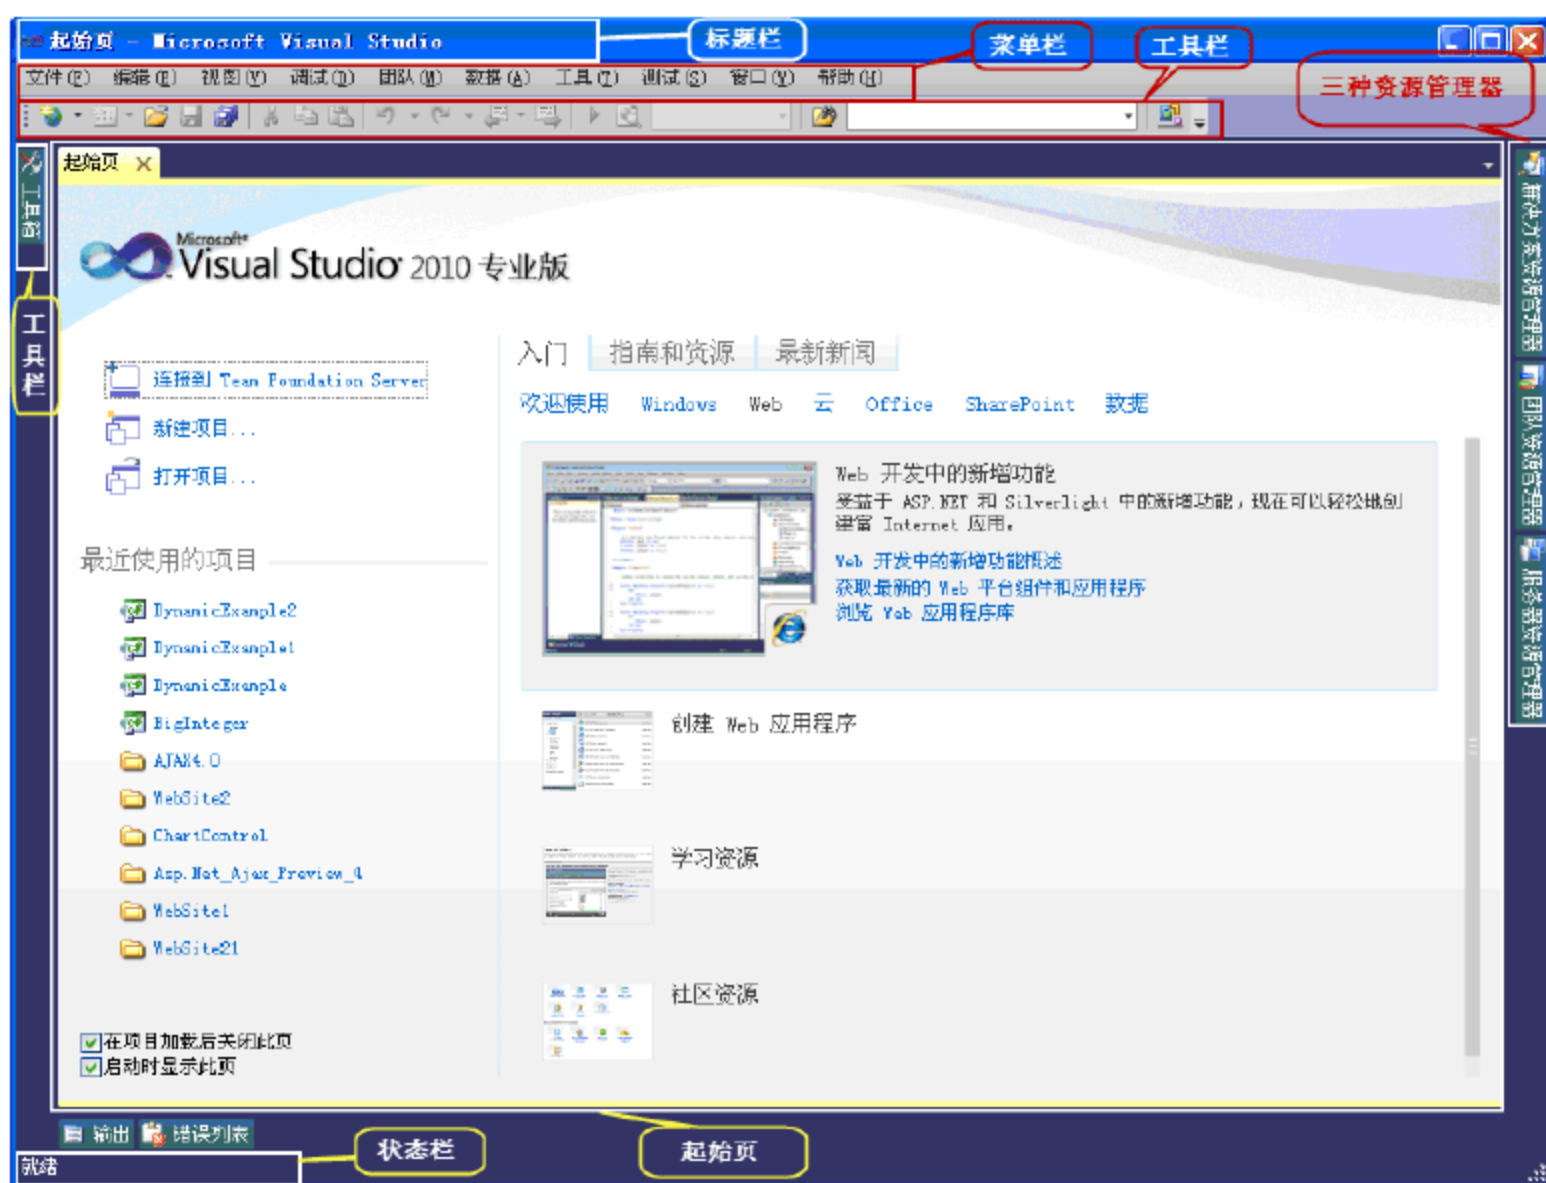 起始页 - Microsoft Visual Studio
标题栏
菜单栏
工具栏
三种资源管理器
文件(F) 编辑(E) 视图(V) 调试(D) 团队(M) 数据(A) 工具(T) 测试(S) 窗口(W) 帮助(H)
工具箱
工具栏
起始页
Microsoft®
Visual Studio 2010 专业版
连接到 Team Foundation Server
新建项目...
打开项目...
最近使用的项目
DynamicExample2
DynamicExample1
DynamicExample
BigInteger
AJAX4.0
WebSite2
ChartControl
Asp.Net_Ajax_Preview_4
WebSite1
WebSite21
在项目加载后关闭此页
启动时显示此页
入门 指南和资源 最新新闻
欢迎使用 Windows Web 云 Office SharePoint 数据
Web 开发中的新增功能
受益于 ASP.NET 和 Silverlight 中的新增功能，现在可以轻松地创
建富 Internet 应用。
Web 开发中的新增功能概述
获取最新的 Web 平台组件和应用程序
浏览 Web 应用程序库
创建 Web 应用程序
学习资源
社区资源
解决方案资源管理器
团队资源管理器
服务器资源管理器
输出 错误列表
状态栏
起始页
就绪